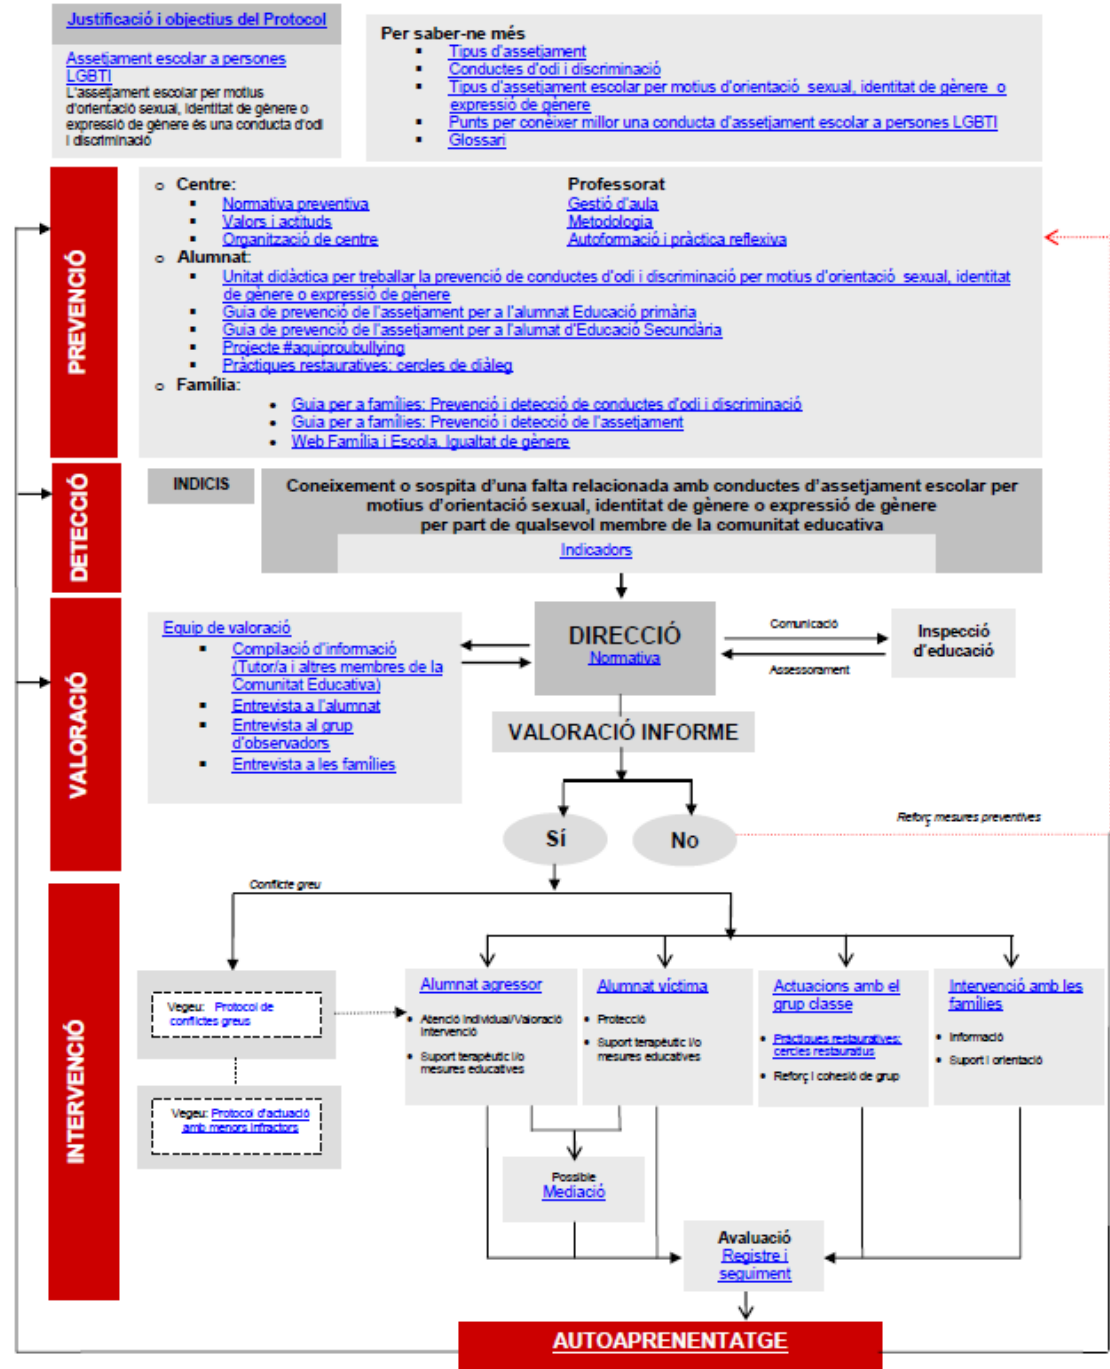 Justificació i objectius del Protocol
Assetjament escolar a persones
LGBTI
L'assetjament escolar per motius
d'orientació sexual, identitat de gènere o
expressió de gènere és una conducta d'odi
i discriminació
Per saber-ne més
▪ Tipus d'assetjament
▪ Conductes d'odi i discriminació
▪ Tipus d'assetjament escolar per motius d'orientació sexual, identitat de gènere o
expressió de gènere
▪ Punts per conèixer millor una conducta d'assetjament escolar a persones LGBTI
▪ Glossari
PREVENCIÓ
o Centre:
▪ Normativa preventiva
▪ Valors i actituds
▪ Organització de centre
Professorat
Gestió d'aula
Metodologia
Autoformació i pràctica reflexiva
o Alumnat:
▪ Unitat didàctica per treballar la prevenció de conductes d'odi i discriminació per motius d'orientació sexual, identitat
de gènere o expressió de gènere
▪ Guia de prevenció de l'assetjament per a l'alumnat Educació primària
▪ Guia de prevenció de l'assetjament per a l'alumat d'Educació Secundària
▪ Projecte #aquiproubullying
▪ Pràctiques restauratives: cercles de diàleg
o Família:
• Guia per a famílies: Prevenció i detecció de conductes d'odi i discriminació
• Guia per a famílies: Prevenció i detecció de l'assetjament
• Web Família i Escola. Igualtat de gènere
DETECCIÓ
INDICIS
Coneixement o sospita d'una falta relacionada amb conductes d'assetjament escolar per
motius d'orientació sexual, identitat de gènere o expressió de gènere
per part de qualsevol membre de la comunitat educativa
Indicadors
VALORACIÓ
Equip de valoració
▪ Compilació d'informació
(Tutor/a i altres membres de la
Comunitat Educativa)
▪ Entrevista a l'alumnat
▪ Entrevista al grup
d'observadors
▪ Entrevista a les famílies
DIRECCIÓ
Normativa
Comunicació
Assessorament
Inspecció
d'educació
VALORACIÓ INFORME
Sí
No
Reforç mesures preventives
INTERVENCIÓ
Conflicte greu
Vegeu: Protocol de
conflictes greus
Vegeu: Protocol d'actuació
amb menors infractors
Alumnat agressor
• Atenció individual/Valoració
Intervenció
• Suport terapèutic i/o
mesures educatives
Alumnat víctima
• Protecció
• Suport terapèutic i/o
mesures educatives
Actuacions amb el
grup classe
• Pràctiques restauratives:
cercles restauratius
• Reforç i cohesió de grup
Intervenció amb les
famílies
• Informació
• Suport i orientació
Possible
Mediació
Avaluació
Registre i
seguiment
AUTOAPRENENTATGE